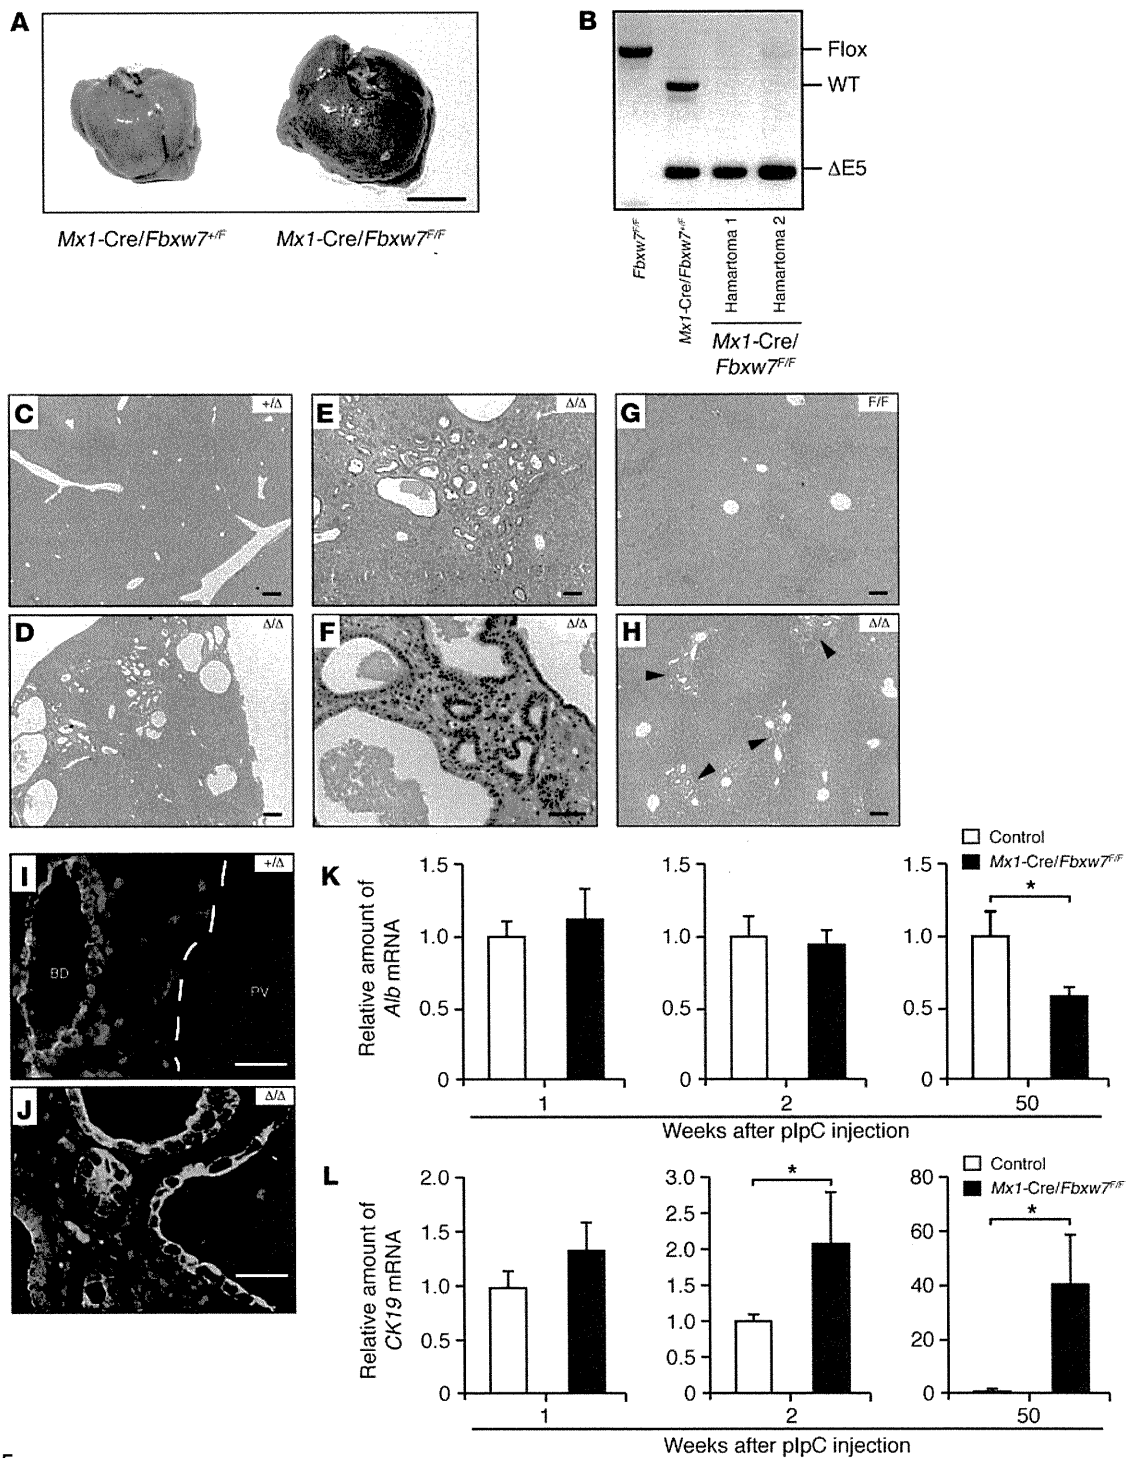 A
Mx1-Cre/Fbxw7+/F
Mx1-Cre/Fbxw7F/F
B
Flox
WT
ΔE5
Fbxw7F/F
Mx1-Cre/Fbxw7+/F
Hamartoma 1
Hamartoma 2
Mx1-Cre/
Fbxw7F/F
C
+/Δ
E
Δ/Δ
G
F/F
D
Δ/Δ
F
Δ/Δ
H
Δ/Δ
I
+/Δ
BD
PV
J
Δ/Δ
K
Relative amount of
Alb mRNA
1.5
1.0
0.5
0
1
1.5
1.0
0.5
0
2
Control
Mx1-Cre/Fbxw7F/F
1.5
1.0
0.5
0
*
50
Weeks after pIpC injection
L
Relative amount of
CK19 mRNA
2.0
1.5
1.0
0.5
0
1
3.0
2.5
2.0
1.5
1.0
0.5
0
*
2
Control
Mx1-Cre/Fbxw7F/F
80
60
40
20
0
*
50
Weeks after pIpC injection